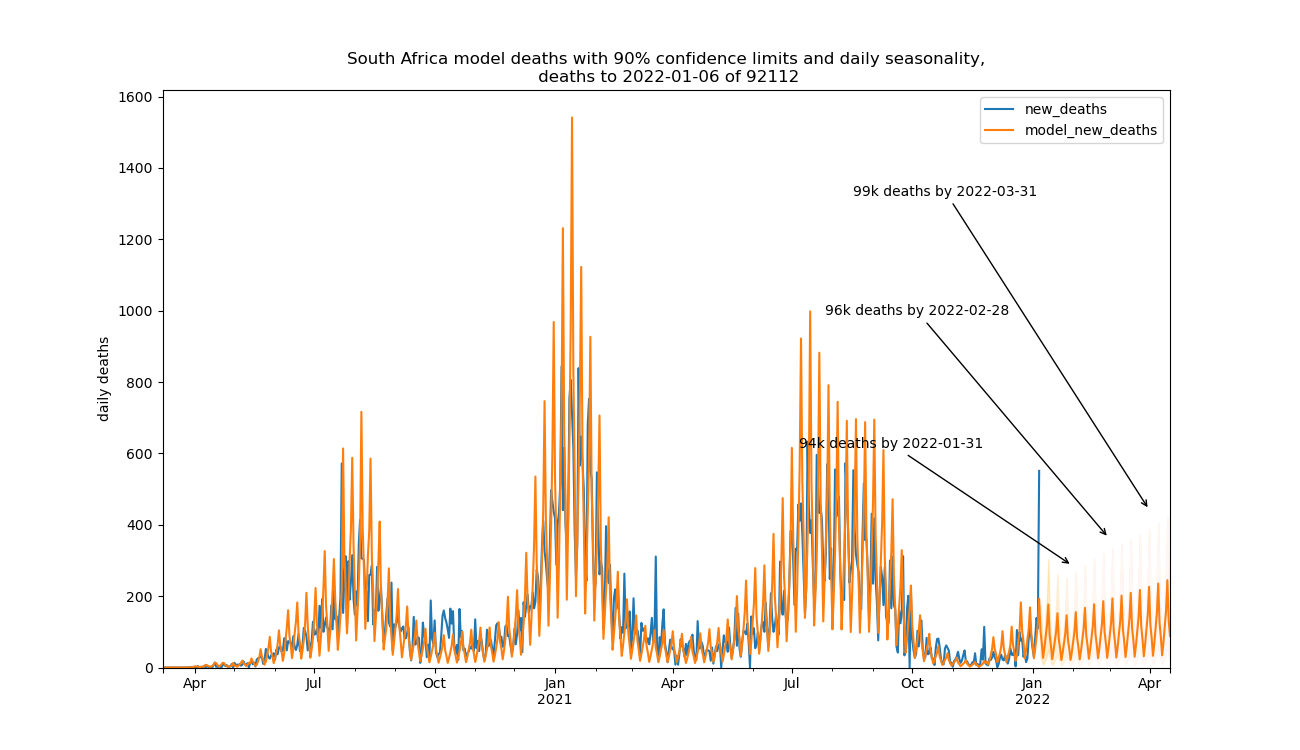 South Africa model deaths with 90% confidence limits and daily seasonality,
deaths to 2022-01-06 of 92112
new_deaths
model_new_deaths
99k deaths by 2022-03-31
96k deaths by 2022-02-28
94k deaths by 2022-01-31
daily deaths
1600
1400
1200
1000
800
600
400
200
0
Apr
Jul
Oct
Jan
2021
Apr
Jul
Oct
Jan
2022
Apr